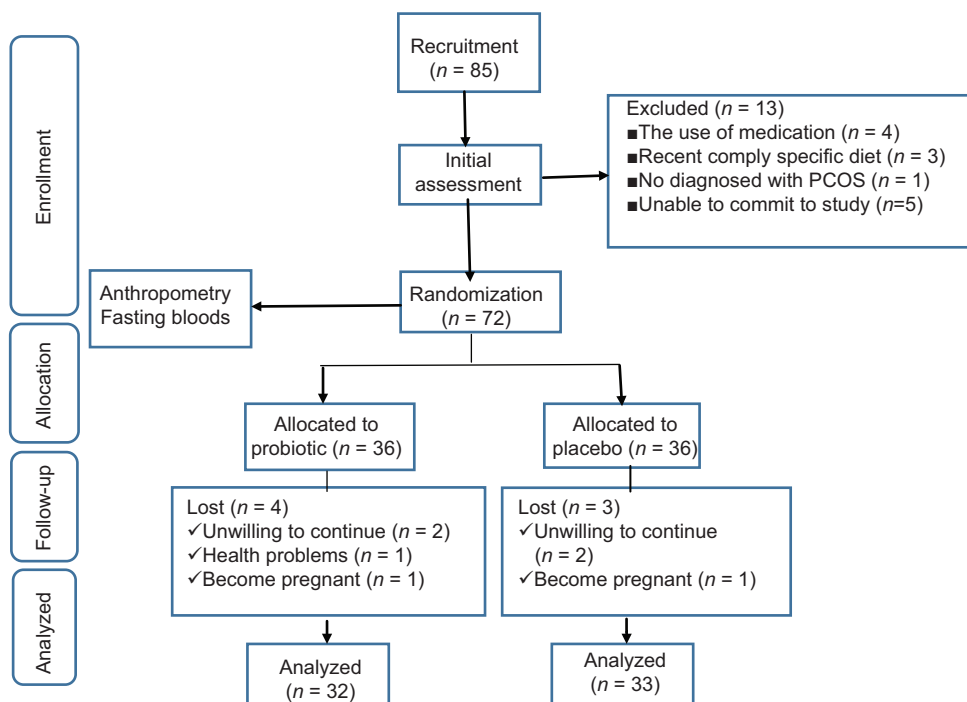 Enrollment
Allocation
Follow-up
Analyzed
Recruitment
(n = 85)
Initial
assessment
Excluded (n = 13)
■The use of medication (n = 4)
■Recent comply specific diet (n = 3)
■No diagnosed with PCOS (n = 1)
■Unable to commit to study (n=5)
Anthropometry
Fasting bloods
Randomization
(n = 72)
Allocated to
probiotic (n = 36)
Allocated to
placebo (n = 36)
Lost (n = 4)
✓Unwilling to continue (n = 2)
✓Health problems (n = 1)
✓Become pregnant (n = 1)
Lost (n = 3)
✓Unwilling to continue
(n = 2)
✓Become pregnant (n = 1)
Analyzed
(n = 32)
Analyzed
(n = 33)